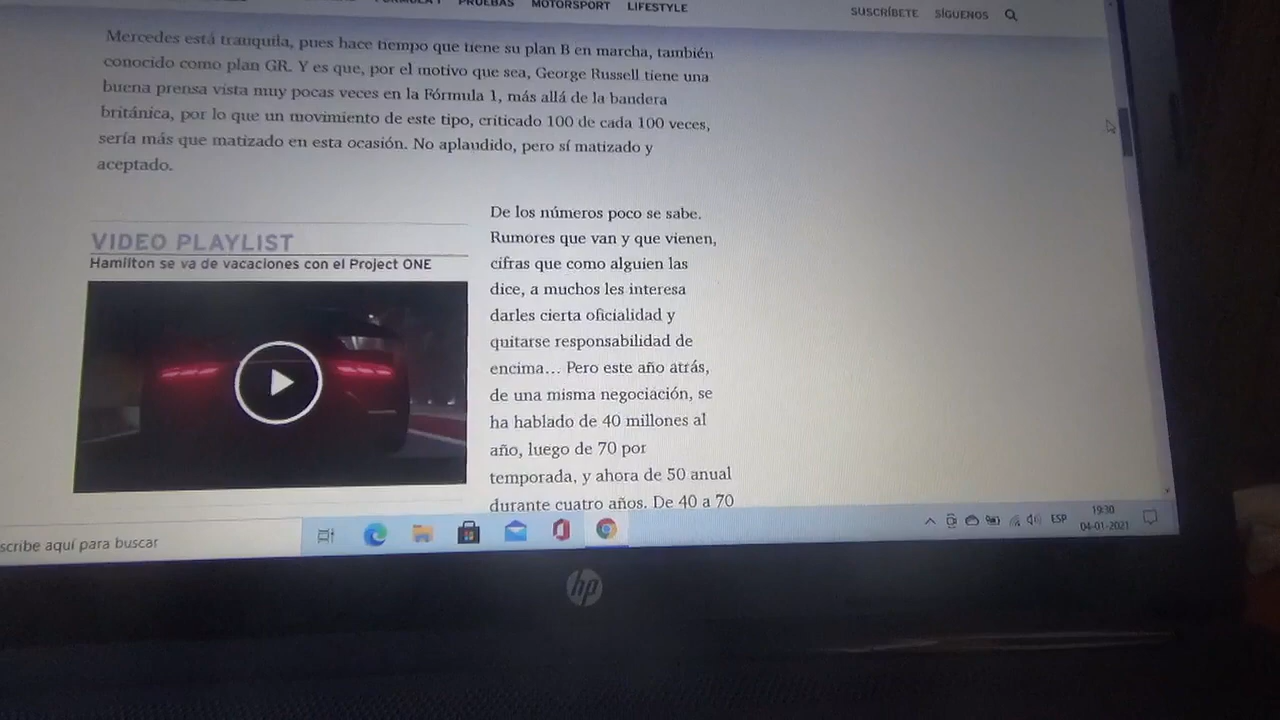 PRUEBAS MOTORSPORT LIFESTYLE SUSCRÍBETE SÍGUENOS
Mercedes está tranquila, pues hace tiempo que tiene su plan B en marcha, también
conocido como plan GR. Y es que, por el motivo que sea, George Russell tiene una
buena prensa vista muy pocas veces en la Fórmula 1, más allá de la bandera
británica, por lo que un movimiento de este tipo, criticado 100 de cada 100 veces,
sería más que matizado en esta ocasión. No aplaudido, pero sí matizado y
aceptado.
VIDEO PLAYLIST
Hamilton se va de vacaciones con el Project ONE
De los números poco se sabe.
Rumores que van y que vienen,
cifras que como alguien las
dice, a muchos les interesa
darles cierta oficialidad y
quitarse responsabilidad de
encima... Pero este año atrás,
de una misma negociación, se
ha hablado de 40 millones al
año, luego de 70 por
temporada, y ahora de 50 anual
durante cuatro años. De 40 a 70
scribe aquí para buscar
ESP
19:30
04-01-2021
hp